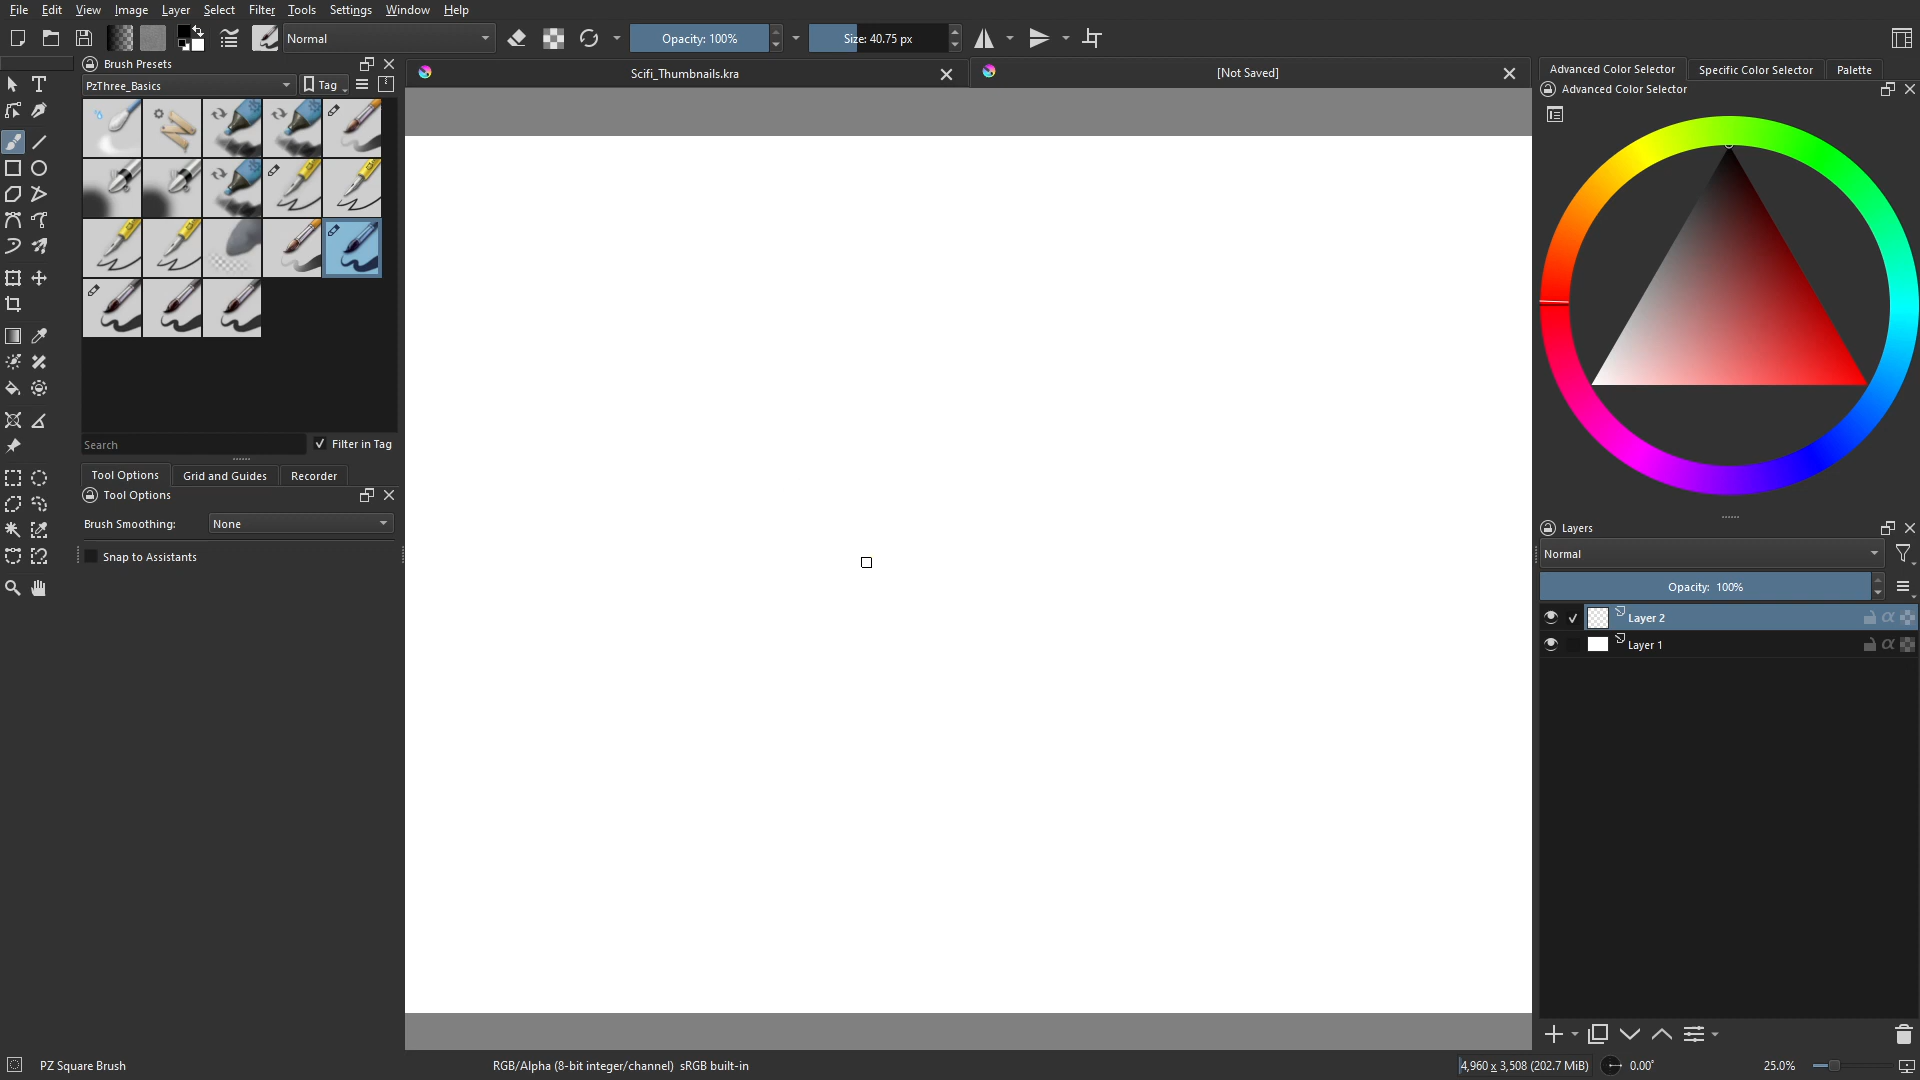 File Edit View Image Layer Select Filter Tools Settings Window Help
Normal Opacity: 100% Size: 40.75 px
Brush Presets
PzThree_Basics Tag
Search Filter in Tag
Tool Options Grid and Guides Recorder
Tool Options
Brush Smoothing: None
Snap to Assistants
Scifi_Thumbnails.kra [Not Saved]
Advanced Color Selector Specific Color Selector Palette
Advanced Color Selector
Layers
Normal
Opacity: 100%
Layer 2
Layer 1
PZ Square Brush RGB/Alpha (8-bit integer/channel) sRGB built-in 4,960 x 3,508 (202.7 MiB) 0.00° 25.0%